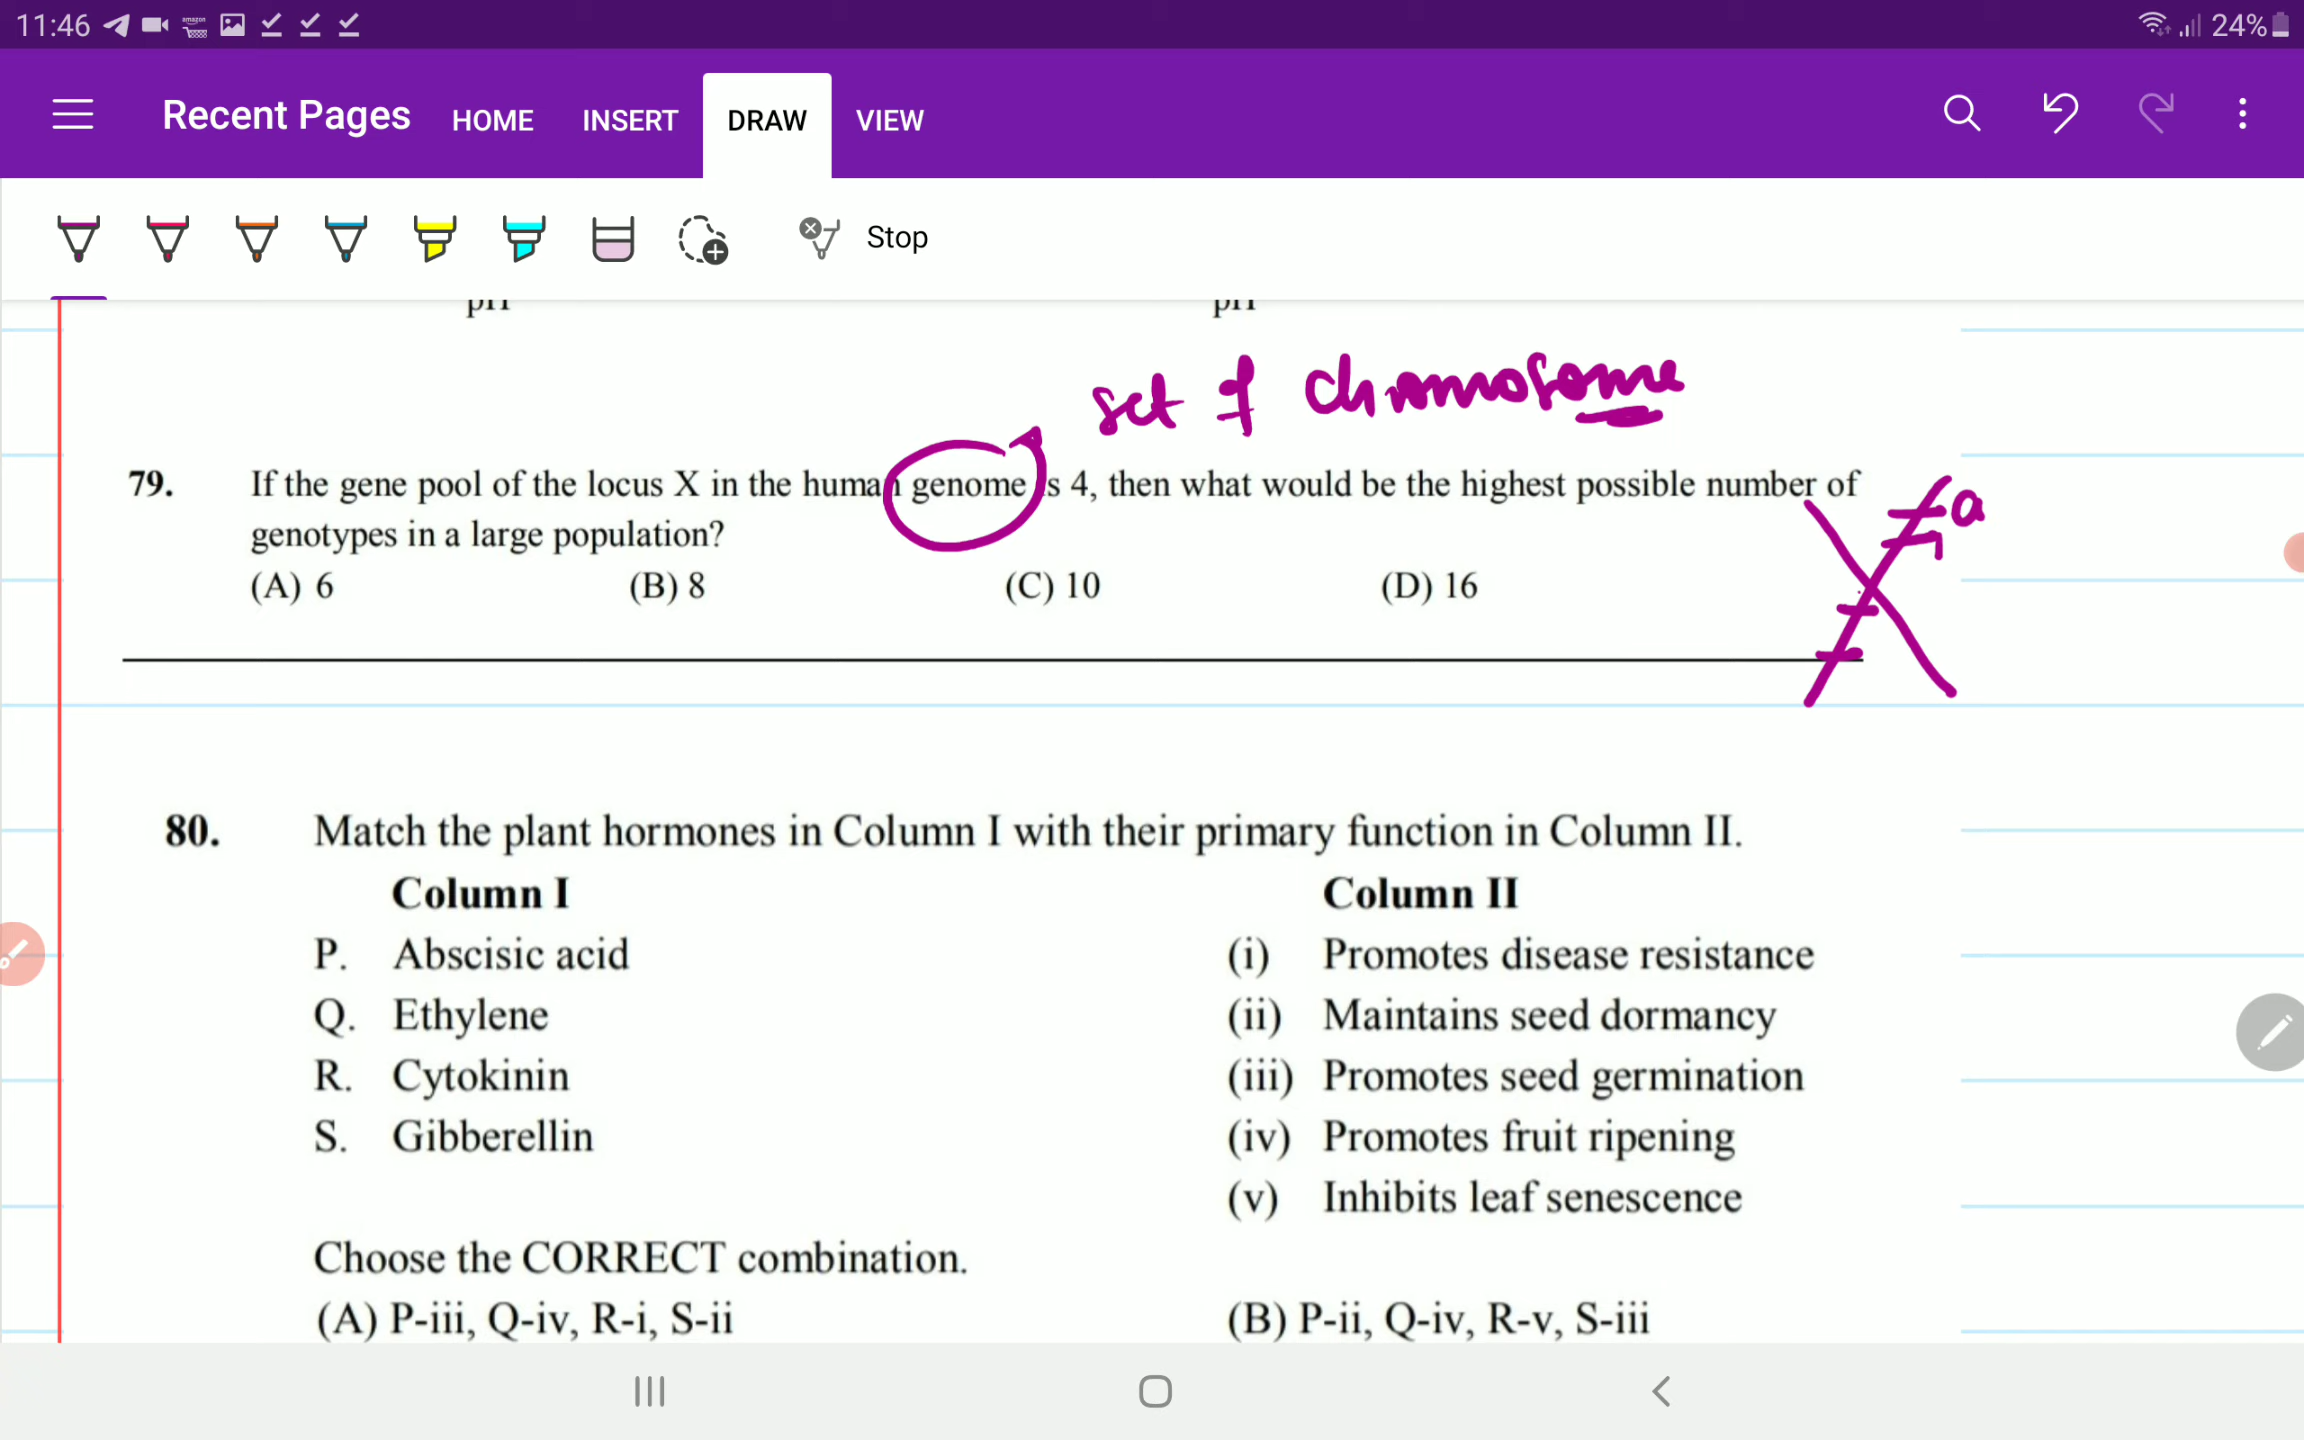 11:46 amazon 24%
Recent Pages HOME INSERT DRAW VIEW
Stop
pH pH
set of chromosome
79. If the gene pool of the locus X in the human genome is 4, then what would be the highest possible number of
genotypes in a large population?
a
(A) 6 (B) 8 (C) 10 (D) 16
80. Match the plant hormones in Column I with their primary function in Column II.
Column I Column II
P. Abscisic acid (i) Promotes disease resistance
Q. Ethylene (ii) Maintains seed dormancy
R. Cytokinin (iii) Promotes seed germination
S. Gibberellin (iv) Promotes fruit ripening
(v) Inhibits leaf senescence
Choose the CORRECT combination.
(A) P-iii, Q-iv, R-i, S-ii (B) P-ii, Q-iv, R-v, S-iii